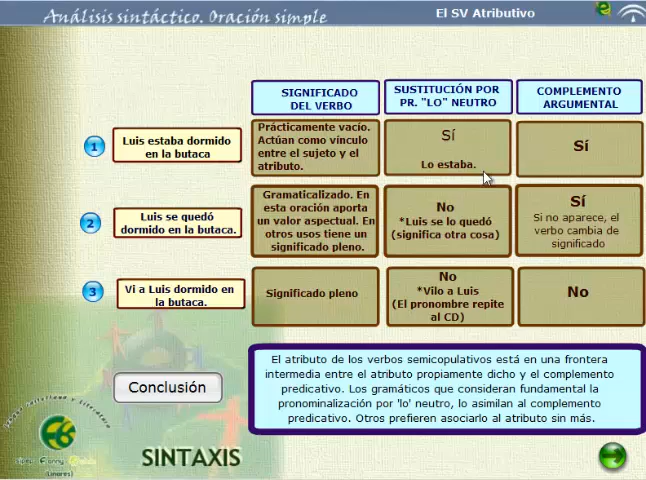 Análisis sintáctico. Oración simple
El SV Atributivo
SIGNIFICADO
DEL VERBO
SUSTITUCIÓN POR
PR. "LO" NEUTRO
COMPLEMENTO
ARGUMENTAL
1
Luis estaba dormido
en la butaca
Prácticamente vacío.
Actúan como vínculo
entre el sujeto y el
atributo.
Sí
Lo estaba.
Sí
2
Luis se quedó
dormido en la butaca.
Gramaticalizado. En
esta oración aporta
un valor aspectual. En
otros usos tiene un
significado pleno.
No
*Luis se lo quedó
(significa otra cosa)
Sí
Si no aparece, el
verbo cambia de
significado
3
Vi a Luis dormido en
la butaca.
Significado pleno
No
*Vilo a Luis
(El pronombre repite
al CD)
No
Conclusión
El atributo de los verbos semicopulativos está en una frontera
intermedia entre el atributo propiamente dicho y el complemento
predicativo. Los gramáticos que consideran fundamental la
pronominalización por 'lo' neutro, lo asimilan al complemento
predicativo. Otros prefieren asociarlo al atributo sin más.
(Linares)
SINTAXIS